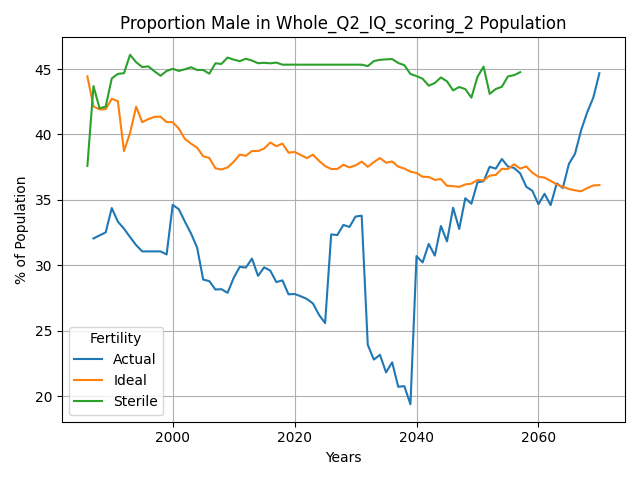 Proportion Male in Whole_Q2_IQ_scoring_2 Population
% of Population
45
40
35
30
25
20
Fertility
Actual
Ideal
Sterile
2000
2020
2040
2060
Years